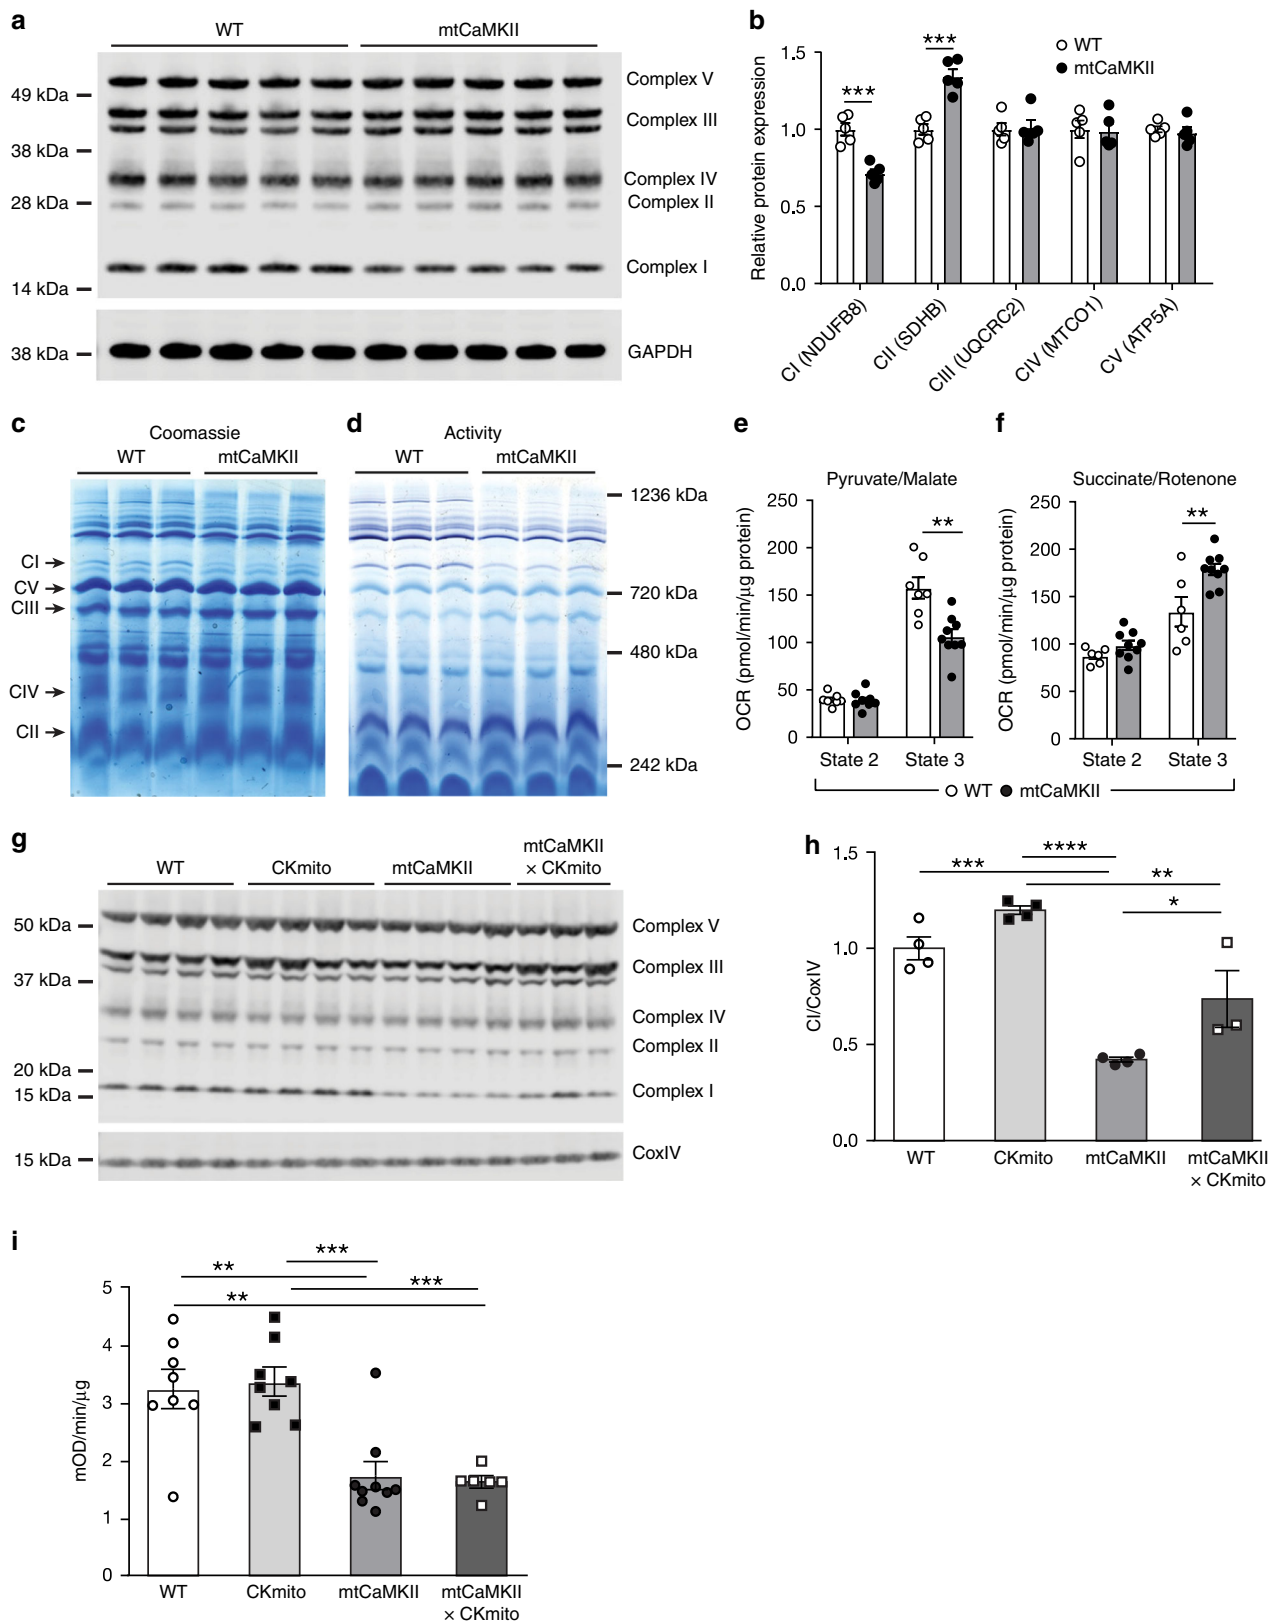 a
WT
mtCaMKII
49 kDa
38 kDa
28 kDa
14 kDa
38 kDa
Complex V
Complex III
Complex IV
Complex II
Complex I
GAPDH
b
WT
mtCaMKII
***
***
Relative protein expression
1.5
1.0
0.5
0.0
CI (NDUFB8)
CII (SDHB)
CIII (UQCRC2)
CIV (MTCO1)
CV (ATP5A)
c
Coomassie
WT
mtCaMKII
CI
CV
CIII
CIV
CII
d
Activity
WT
mtCaMKII
1236 kDa
720 kDa
480 kDa
242 kDa
e
Pyruvate/Malate
OCR (pmol/min/μg protein)
250
200
150
100
50
0
**
State 2
State 3
f
Succinate/Rotenone
OCR (pmol/min/μg protein)
250
200
150
100
50
0
**
State 2
State 3
WT
mtCaMKII
g
WT
CKmito
mtCaMKII
mtCaMKII
× CKmito
50 kDa
37 kDa
20 kDa
15 kDa
15 kDa
Complex V
Complex III
Complex IV
Complex II
Complex I
CoxIV
h
CI/CoxIV
1.5
1.0
0.5
0.0
****
***
**
*
WT
CKmito
mtCaMKII
mtCaMKII
× CKmito
i
mOD/min/μg
5
4
3
2
1
0
***
**
***
**
WT
CKmito
mtCaMKII
mtCaMKII
× CKmito